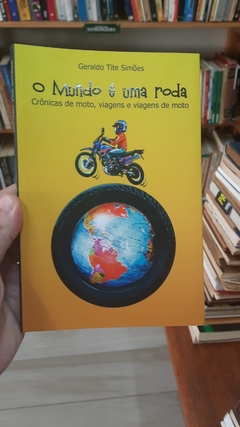 Geraldo Tite Simões
O Mundo é uma roda
Crônicas de moto, viagens e viagens de moto